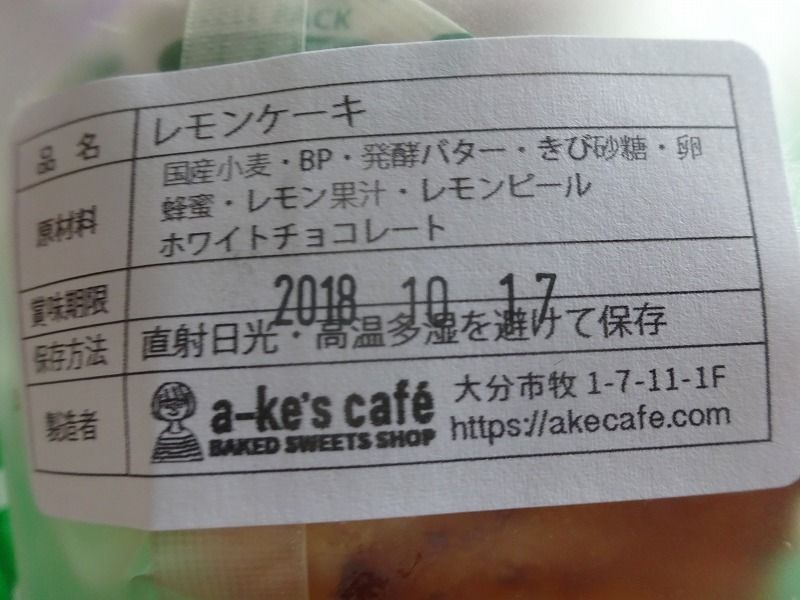 PACK
品名 レモンケーキ
原材料 国産小麦・BP・発酵バター・きび砂糖・卵
蜂蜜・レモン果汁・レモンピール
ホワイトチョコレート
賞味期限 2018 10 17
保存方法 直射日光・高温多湿を避けて保存
製造者 a-ke's café 大分市牧 1-7-11-1F
BAKED SWEETS SHOP https://akecafe.com